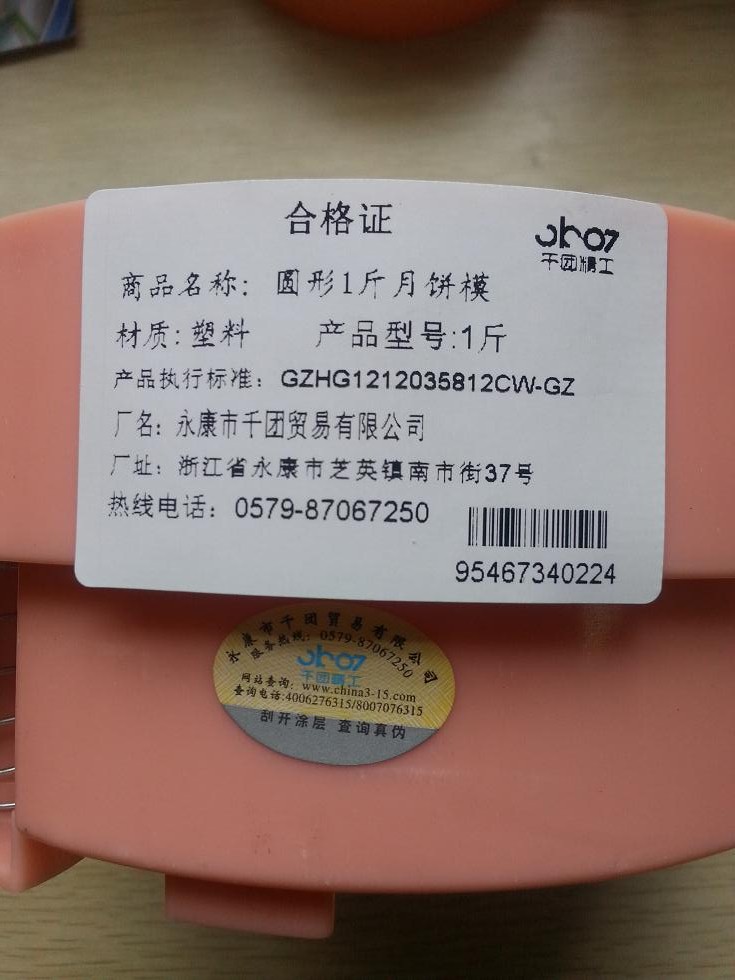 合格证
千团精工
商品名称: 圆形1斤月饼模
材质: 塑料 产品型号:1斤
产品执行标准: GZHG1212035812CW-GZ
厂名: 永康市千团贸易有限公司
厂址: 浙江省永康市芝英镇南市街37号
热线电话: 0579-87067250
95467340224
永康市千团贸易有限公司
服务热线: 0579-87067250
千团精工
网站查询: www.china3-15.com
查询电话:4006276315/8007076315
刮开涂层 查询真伪